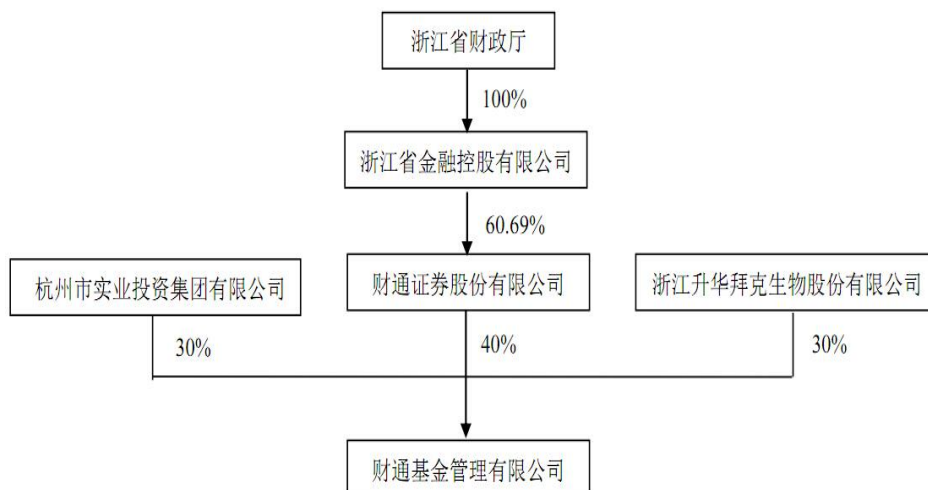 浙江省财政厅
100%
浙江省金融控股有限公司
60.69%
杭州市实业投资集团有限公司
财通证券股份有限公司
浙江升华拜克生物股份有限公司
30%
40%
30%
财通基金管理有限公司